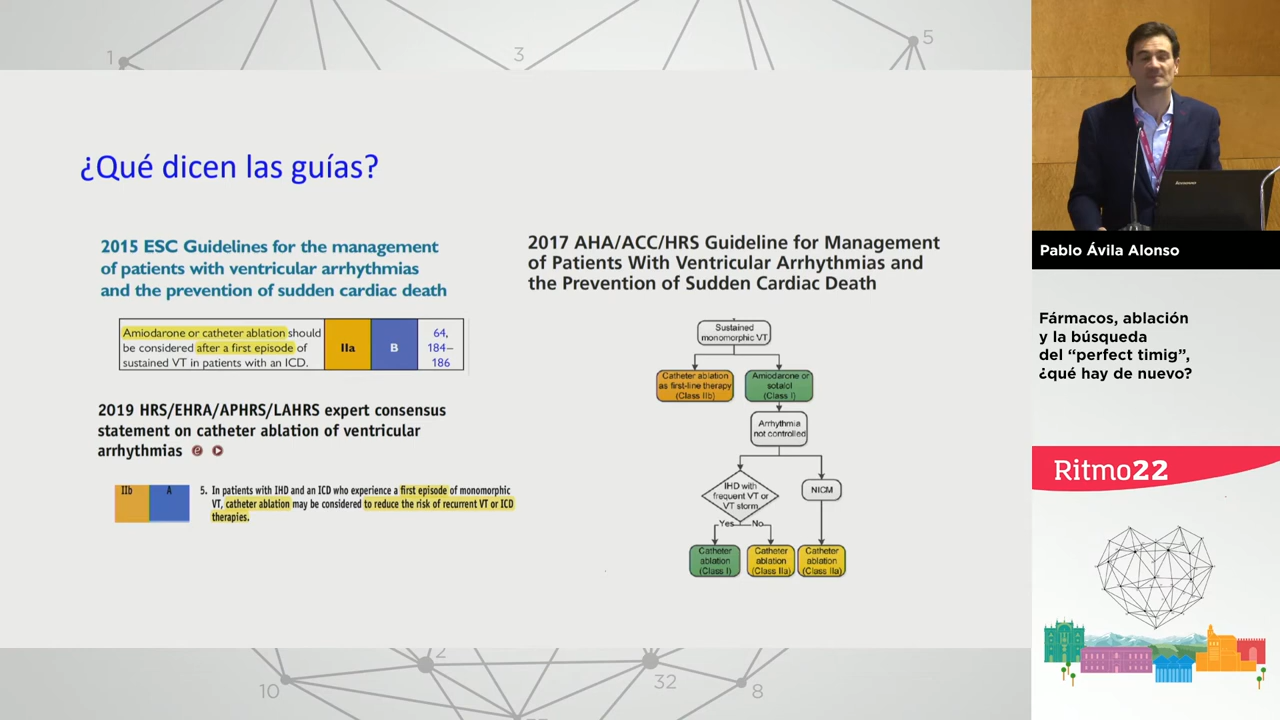 1
3
5
¿Qué dicen las guías?
2015 ESC Guidelines for the management
of patients with ventricular arrhythmias
and the prevention of sudden cardiac death
Amiodarone or catheter ablation should
be considered after a first episode of
sustained VT in patients with an ICD.
IIa
B
64,
184–
186
2019 HRS/EHRA/APHRS/LAHRS expert consensus
statement on catheter ablation of ventricular
arrhythmias
IIb
A
5. In patients with IHD and an ICD who experience a first episode of monomorphic
VT, catheter ablation may be considered to reduce the risk of recurrent VT or ICD
therapies.
2017 AHA/ACC/HRS Guideline for Management
of Patients With Ventricular Arrhythmias and
the Prevention of Sudden Cardiac Death
Sustained
monomorphic VT
Catheter ablation
as first-line therapy
(Class IIb)
Amiodarone or
sotalol
(Class I)
Arrhythmia
not controlled
IHD with
frequent VT or
VT storm
NICM
Yes
No
Catheter
ablation
(Class I)
Catheter
ablation
(Class IIa)
Catheter
ablation
(Class IIa)
10
2
32
8
lenovo
Pablo Ávila Alonso
Fármacos, ablación
y la búsqueda
del “perfect timig”,
¿qué hay de nuevo?
Ritmo22